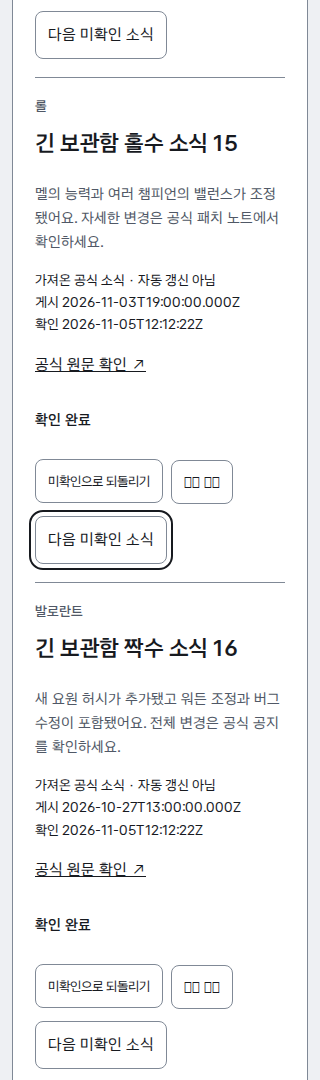 다음 미확인 소식
롤
긴 보관함 홀수 소식 15
멜의 능력과 여러 챔피언의 밸런스가 조정
됐어요. 자세한 변경은 공식 패치 노트에서
확인하세요.
가져온 공식 소식 · 자동 갱신 아님
게시 2026-11-03T19:00:00.000Z
확인 2026-11-05T12:12:22Z
공식 원문 확인 ↗
확인 완료
미확인으로 되돌리기
다음 미확인 소식
발로란트
긴 보관함 짝수 소식 16
새 요원 허시가 추가됐고 워든 조정과 버그
수정이 포함됐어요. 전체 변경은 공식 공지
를 확인하세요.
가져온 공식 소식 · 자동 갱신 아님
게시 2026-10-27T13:00:00.000Z
확인 2026-11-05T12:12:22Z
공식 원문 확인 ↗
확인 완료
미확인으로 되돌리기
다음 미확인 소식